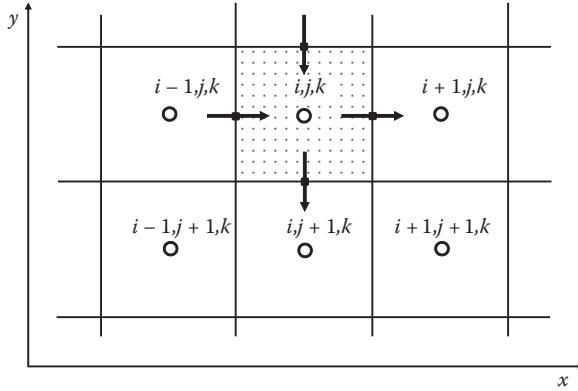 y
i − 1,j,k
i,j,k
i + 1,j,k
i − 1,j + 1,k
i,j + 1,k
i + 1,j + 1,k
x